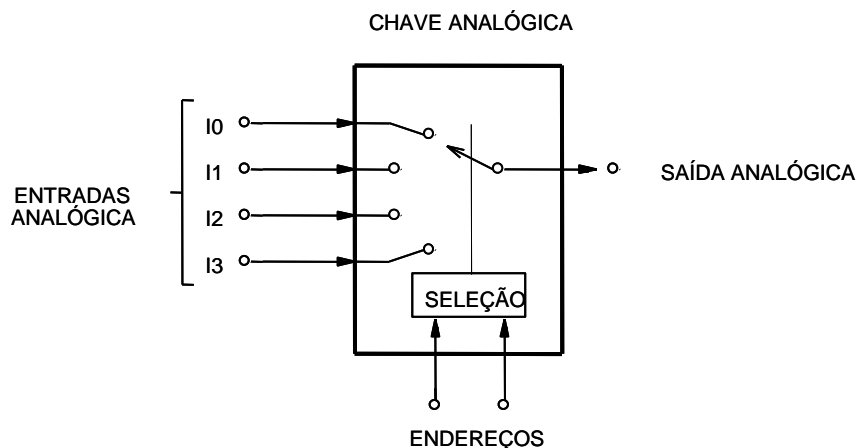 CHAVE ANALÓGICA
I0
I1
I2
I3
ENTRADAS
ANALÓGICA
SAÍDA ANALÓGICA
SELEÇÃO
ENDEREÇOS